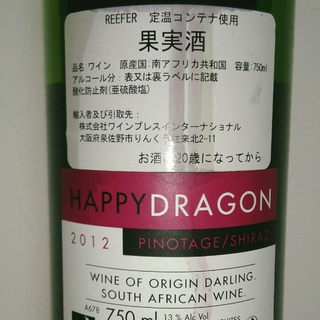 REEFER 定温コンテナ使用
果実酒
品名:ワイン 原産国:南アフリカ共和国 容量:750ml
アルコール分:表又は裏ラベルに記載
酸化防止剤(亜硫酸塩)
輸入者及び引取先:
株式会社ワインプレスインターナショナル
大阪府泉佐野市りんくう往来北2-11
お酒は20歳になってから
HAPPYDRAGON
2012 PINOTAGE/SHIRAZ
WINE OF ORIGIN DARLING.
SOUTH AFRICAN WINE.
A678 750 ml 13% Alc Vol